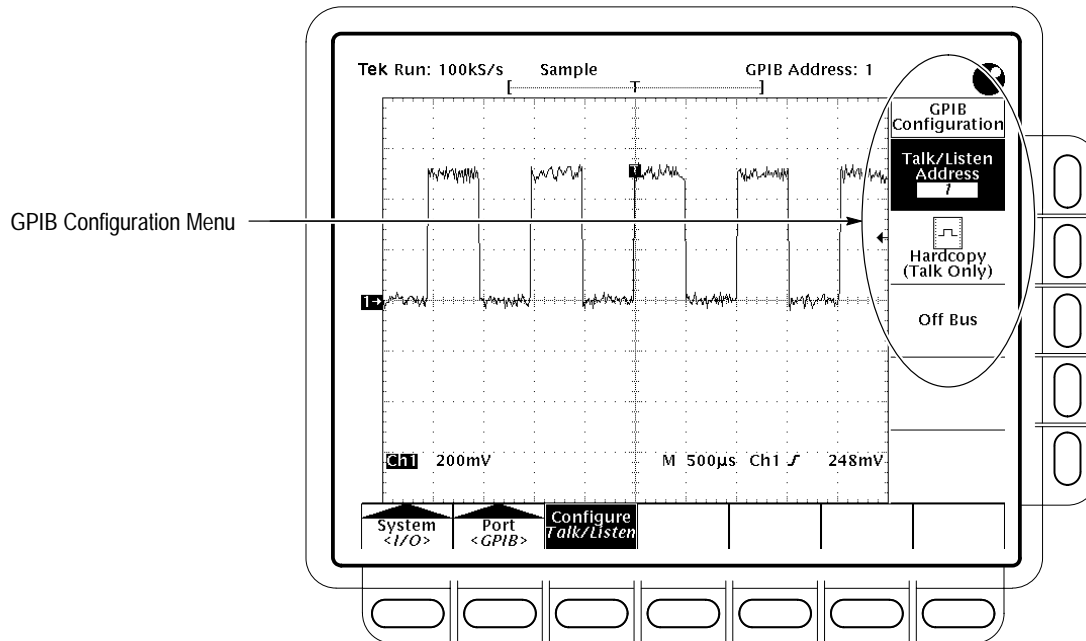 Tek Run: 100kS/s Sample GPIB Address: 1
[ T ]
GPIB
Configuration
Talk/Listen
Address
1
T
GPIB Configuration Menu
Hardcopy
(Talk Only)
1→
Off Bus
Ch1 200mV M 500µs Ch1 ƒ 248mV
System
<I/O>
Port
<GPIB>
Configure
Talk/Listen